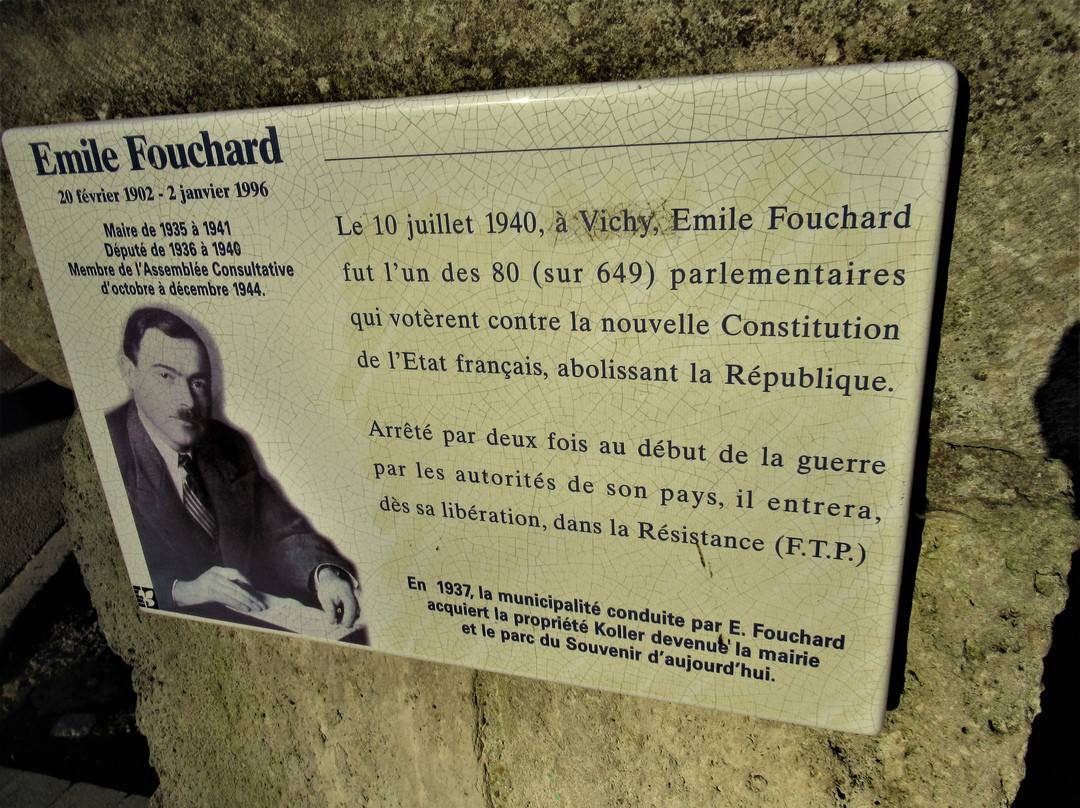 Emile Fouchard
20 février 1902 - 2 janvier 1996
Maire de 1935 à 1941
Député de 1936 à 1940
Membre de l'Assemblée Consultative
d'octobre à décembre 1944.
Le 10 juillet 1940, à Vichy, Emile Fouchard
fut l'un des 80 (sur 649) parlementaires
qui votèrent contre la nouvelle Constitution
de l'Etat français, abolissant la République.
Arrêté par deux fois au début de la guerre
par les autorités de son pays, il entrera,
dès sa libération, dans la Résistance (F.T.P.)
En 1937, la municipalité conduite par E. Fouchard
acquiert la propriété Koller devenue la mairie
et le parc du Souvenir d'aujourd'hui.